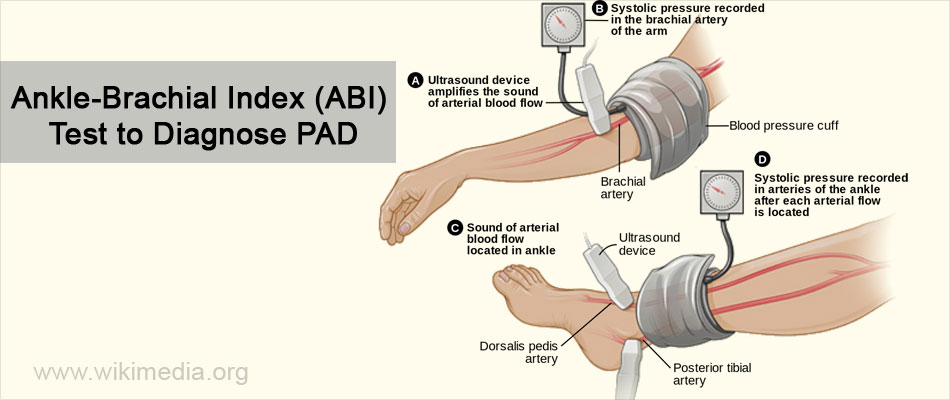 Ankle-Brachial Index (ABI)
Test to Diagnose PAD
B Systolic pressure recorded
in the brachial artery
of the arm
A Ultrasound device
amplifies the sound
of arterial blood flow
Blood pressure cuff
Brachial
artery
D
Systolic pressure recorded
in arteries of the ankle
after each arterial flow
is located
C Sound of arterial
blood flow
located in ankle
Ultrasound
device
Dorsalis pedis
artery
Posterior tibial
artery
www.wikimedia.org